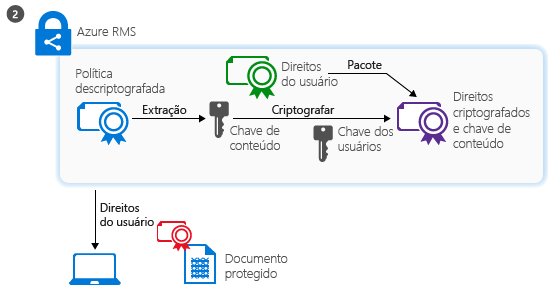 2
Azure RMS
Política
descriptografada
Extração
Chave de
conteúdo
Direitos
do usuário
Pacote
Criptografar
Chave dos
usuários
Direitos
criptografados
e chave de
conteúdo
Direitos
do usuário
Documento
protegido